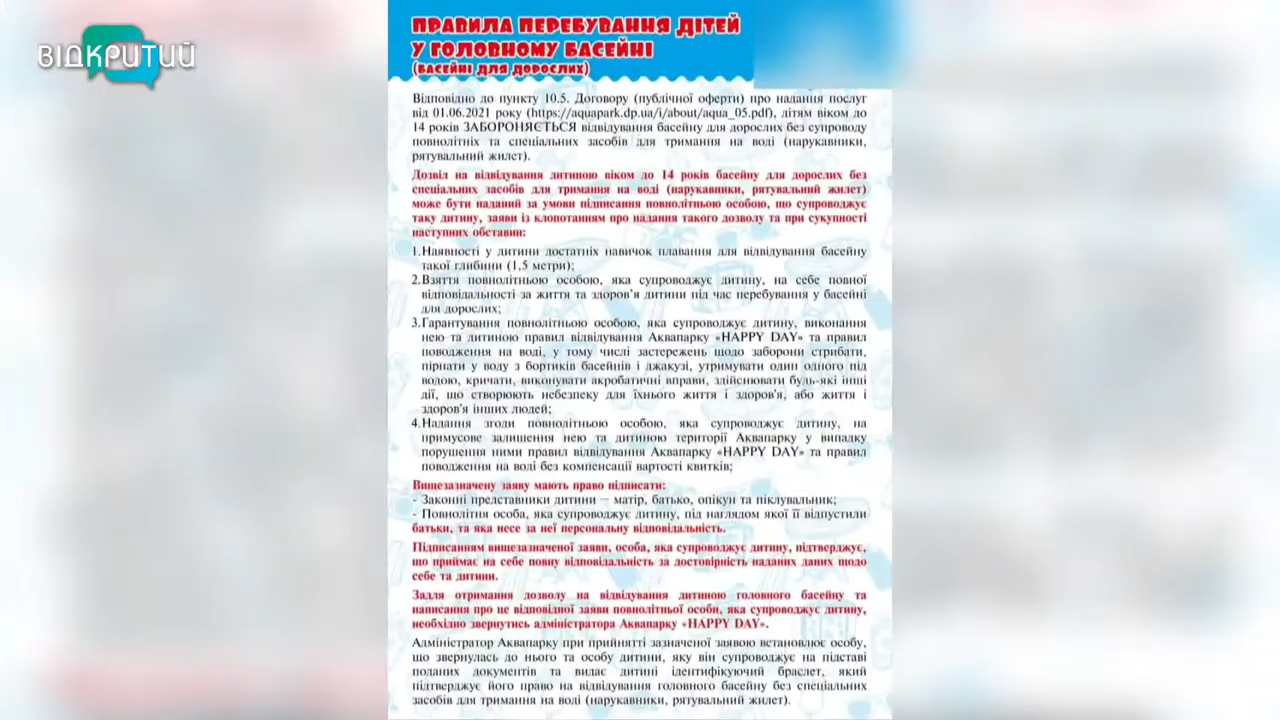 ВІДКРИТИЙ
ПРАВИЛА ПЕРЕБУВАННЯ ДІТЕЙ
У ГОЛОВНОМУ БАСЕЙНІ
(БАСЕЙНІ ДЛЯ ДОРОСЛИХ)
Відповідно до пункту 10.5. Договору (публічної оферти) про надання послуг
від 01.06.2021 року (https://aquapark.dp.ua/i/about/aqua_05.pdf), дітям віком до
14 років ЗАБОРОНЯЄТЬСЯ відвідування басейну для дорослих без супроводу
повнолітніх та спеціальних засобів для тримання на воді (нарукавники,
рятувальний жилет).
Дозвіл на відвідування дитиною віком до 14 років басейну для дорослих без
спеціальних засобів для тримання на воді (нарукавники, рятувальний жилет)
може бути наданий за умови підписання повнолітньою особою, що супроводжує
таку дитину, заяви із клопотанням про надання такого дозволу та при сукупності
наступних обставин:
1.Наявності у дитини достатніх навичок плавання для відвідування басейну
такої глибини (1,5 метри);
2.Взяття повнолітньою особою, яка супроводжує дитину, на себе повної
відповідальності за життя та здоров'я дитини під час перебування у басейні
для дорослих;
3.Гарантування повнолітньою особою, яка супроводжує дитину, виконання
нею та дитиною правил відвідування Аквапарку «HAPPY DAY» та правил
поводження на воді, у тому числі застережень щодо заборони стрибати,
пірнати у воду з бортиків басейнів і джакузі, утримувати один одного під
водою, кричати, виконувати акробатичні вправи, здійснювати будь-які інші
дії, що створюють небезпеку для їхнього життя і здоров'я, або життя і
здоров'я інших людей;
4.Надання згоди повнолітньою особою, яка супроводжує дитину, на
примусове залишення нею та дитиною території Аквапарку у випадку
порушення ними правил відвідування Аквапарку «HAPPY DAY» та правил
поводження на воді без компенсації вартості квитків;
Вищезазначену заяву мають право підписати:
- Законні представники дитини — матір, батько, опікун та піклувальник;
- Повнолітня особа, яка супроводжує дитину, під наглядом якої її відпустили
батьки, та яка несе за неї персональну відповідальність.
Підписанням вищезазначеної заяви, особа, яка супроводжує дитину, підтверджує,
що приймає на себе повну відповідальність за достовірність наданих даних щодо
себе та дитини.
Задля отримання дозволу на відвідування дитиною головного басейну та
написання про це відповідної заяви повнолітньої особи, яка супроводжує дитину,
необхідно звернутись адміністратора Аквапарку «HAPPY DAY».
Адміністратор Аквапарку при прийнятті зазначеної заявою встановлює особу,
що звернулась до нього та особу дитини, яку він супроводжує на підставі
поданих документів та видає дитині ідентифікуючий браслет, який
підтверджує його право на відвідування головного басейну без спеціальних
засобів для тримання на воді (нарукавники, рятувальний жилет).